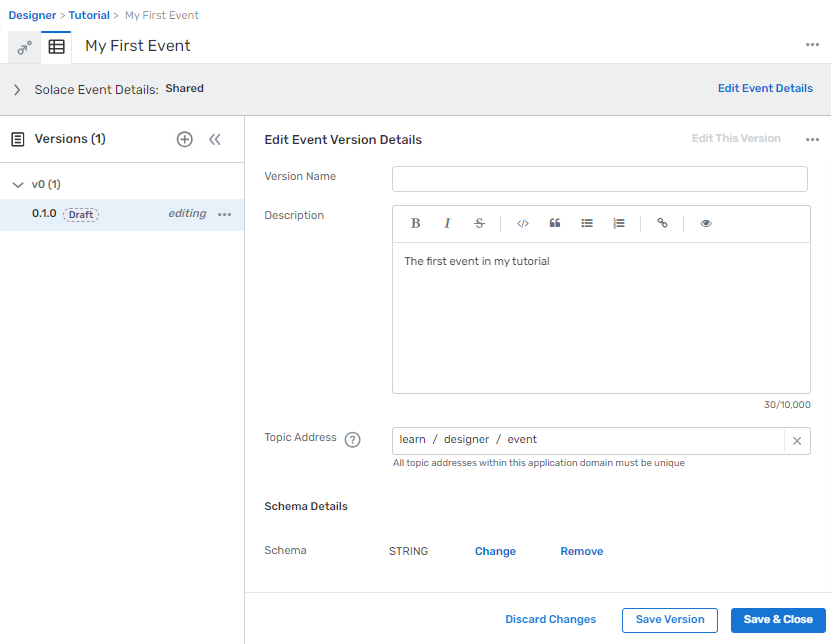 Designer > Tutorial > My First Event
My First Event
Solace Event Details: Shared
Edit Event Details
Versions (1)
v0 (1)
0.1.0 Draft editing
Edit Event Version Details
Edit This Version
Version Name
Description
B I S </>
The first event in my tutorial
30/10,000
Topic Address ?
learn / designer / event
All topic addresses within this application domain must be unique
Schema Details
Schema STRING Change Remove
Discard Changes Save Version Save & Close